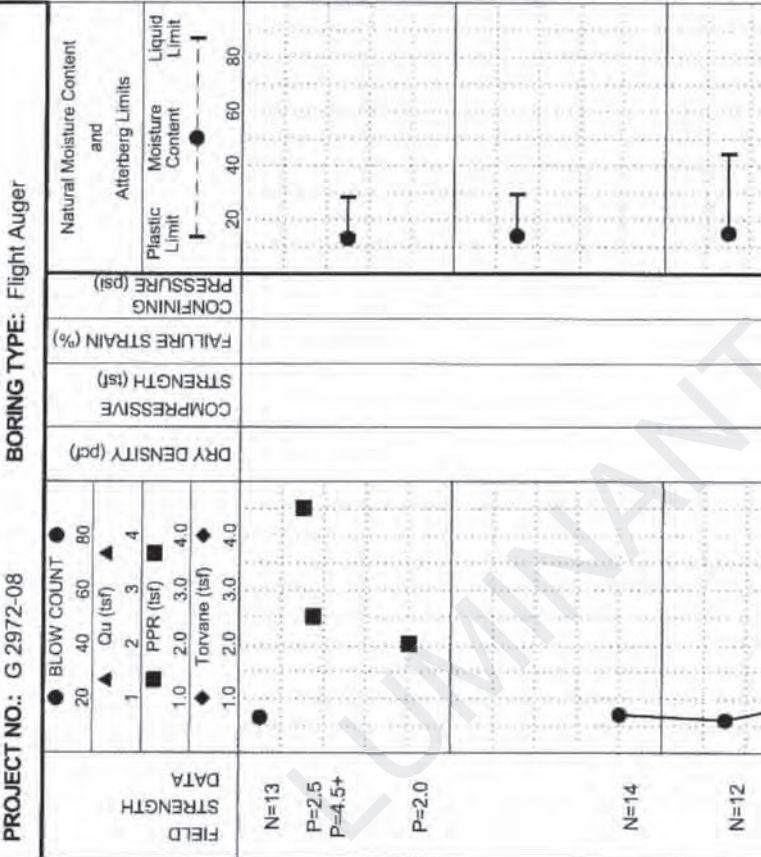 PROJECT NO.: G 2972-08 BORING TYPE: Flight Auger
FIELD
STRENGTH
DATA
BLOW COUNT
20 40 60 80
Qu (tsf)
1 2 3 4
PPR (tsf)
1.0 2.0 3.0 4.0
Torvane (tsf)
1.0 2.0 3.0 4.0
DRY DENSITY (pcf)
COMPRESSIVE
STRENGTH (tsf)
FAILURE STRAIN (%)
CONFINING
PRESSURE (psi)
Natural Moisture Content
and
Atterberg Limits
Plastic Moisture Liquid
Limit Content Limit
20 40 60 80
N=13
P=2.5
P=4.5+
P=2.0
N=14
N=12
LUMINANT